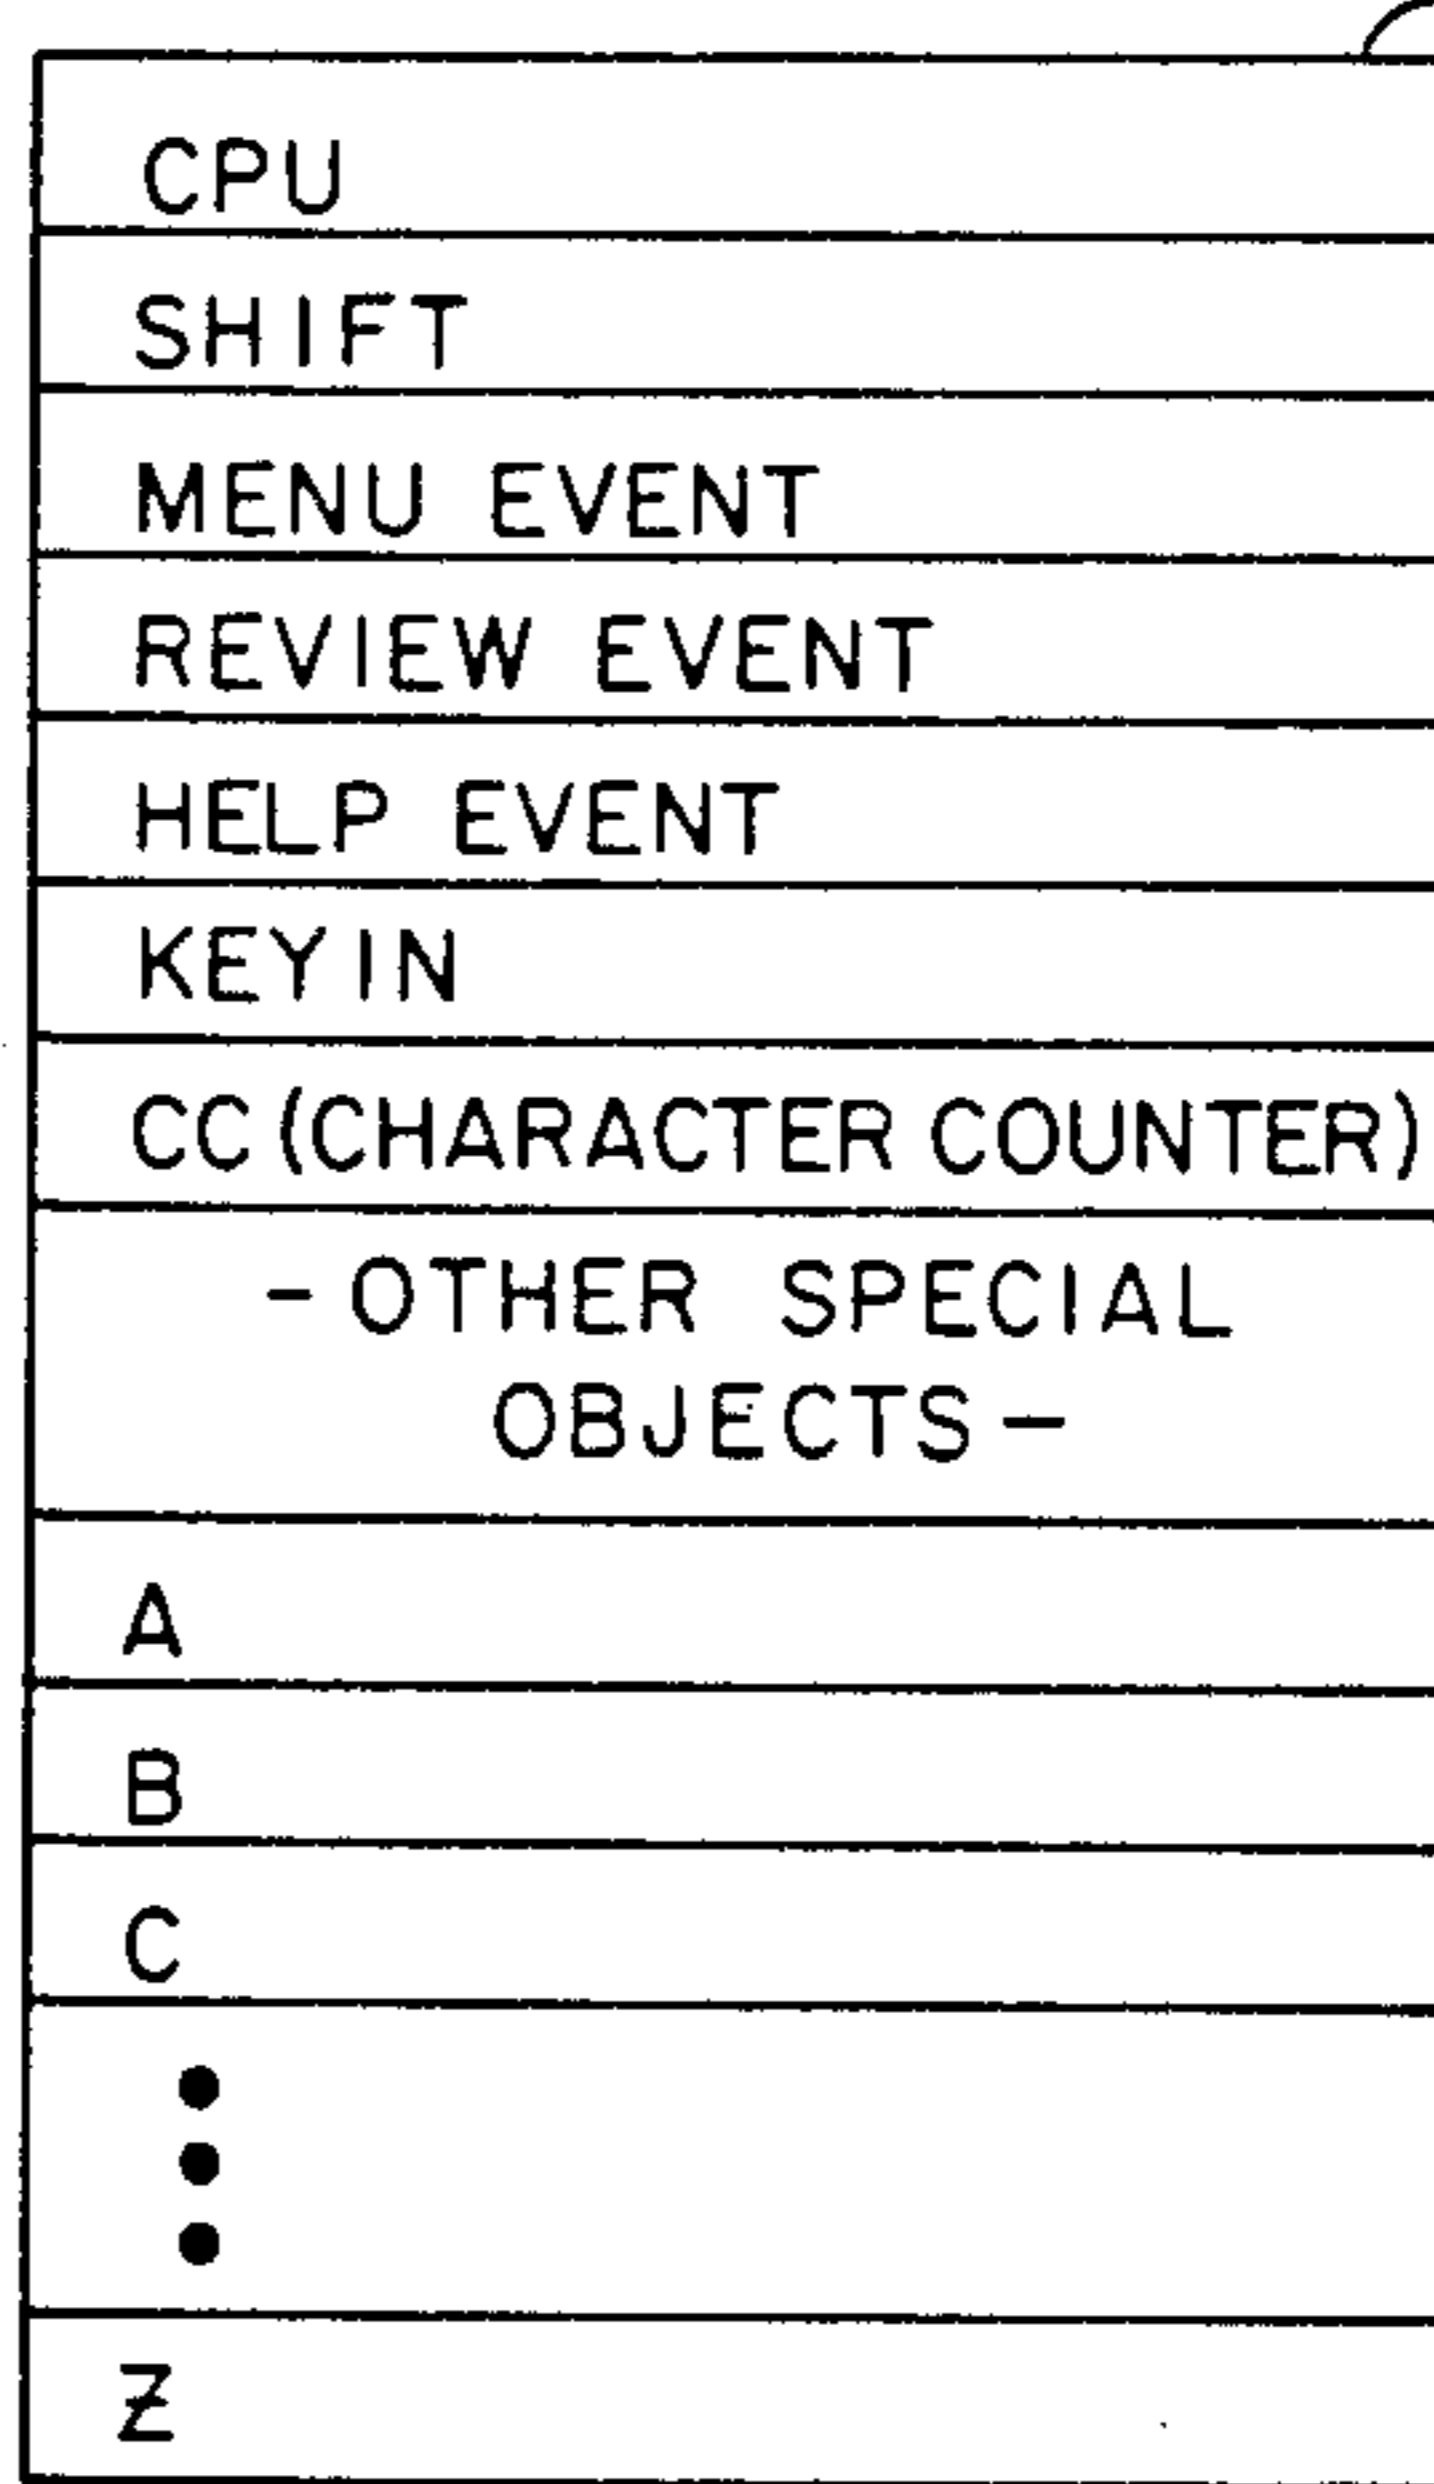 CPU
SHIFT
MENU EVENT
REVIEW EVENT
HELP EVENT
KEYIN
CC (CHARACTER COUNTER)
- OTHER SPECIAL
OBJECTS -
A
B
C
Z